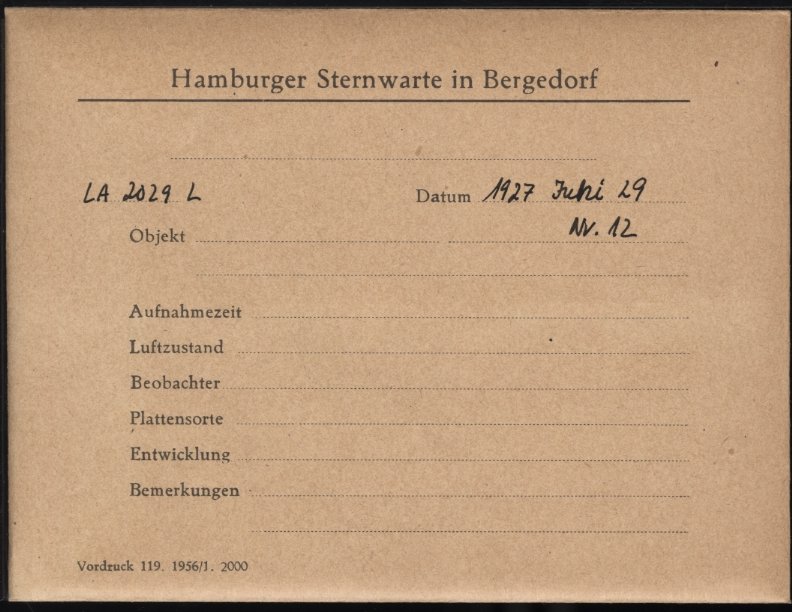 Hamburger Sternwarte in Bergedorf
LA 2029 L
Datum 1927 Juni 29
Objekt
Nr. 12
Aufnahmezeit
Luftzustand
Beobachter
Plattensorte
Entwicklung
Bemerkungen
Vordruck 119. 1956/1. 2000